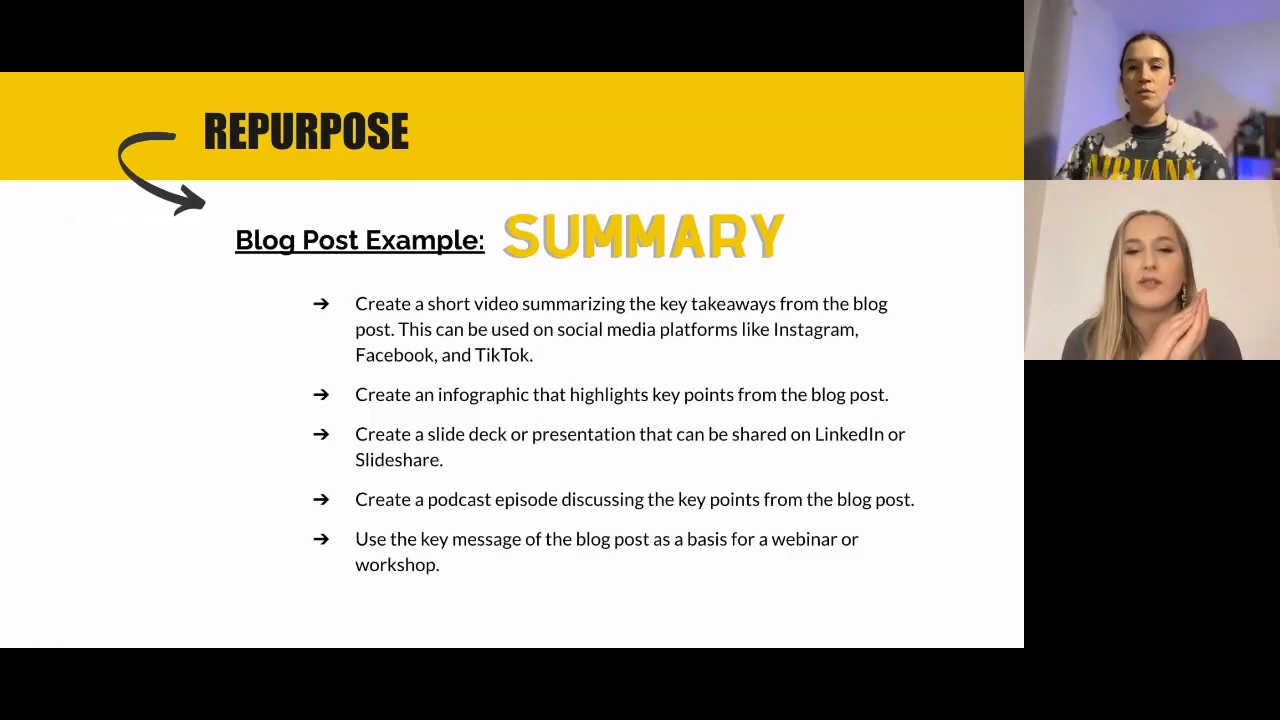 REPURPOSE
Blog Post Example: SUMMARY
➔ Create a short video summarizing the key takeaways from the blog
post. This can be used on social media platforms like Instagram,
Facebook, and TikTok.
➔ Create an infographic that highlights key points from the blog post.
➔ Create a slide deck or presentation that can be shared on LinkedIn or
Slideshare.
➔ Create a podcast episode discussing the key points from the blog post.
➔ Use the key message of the blog post as a basis for a webinar or
workshop.
NIRVANA